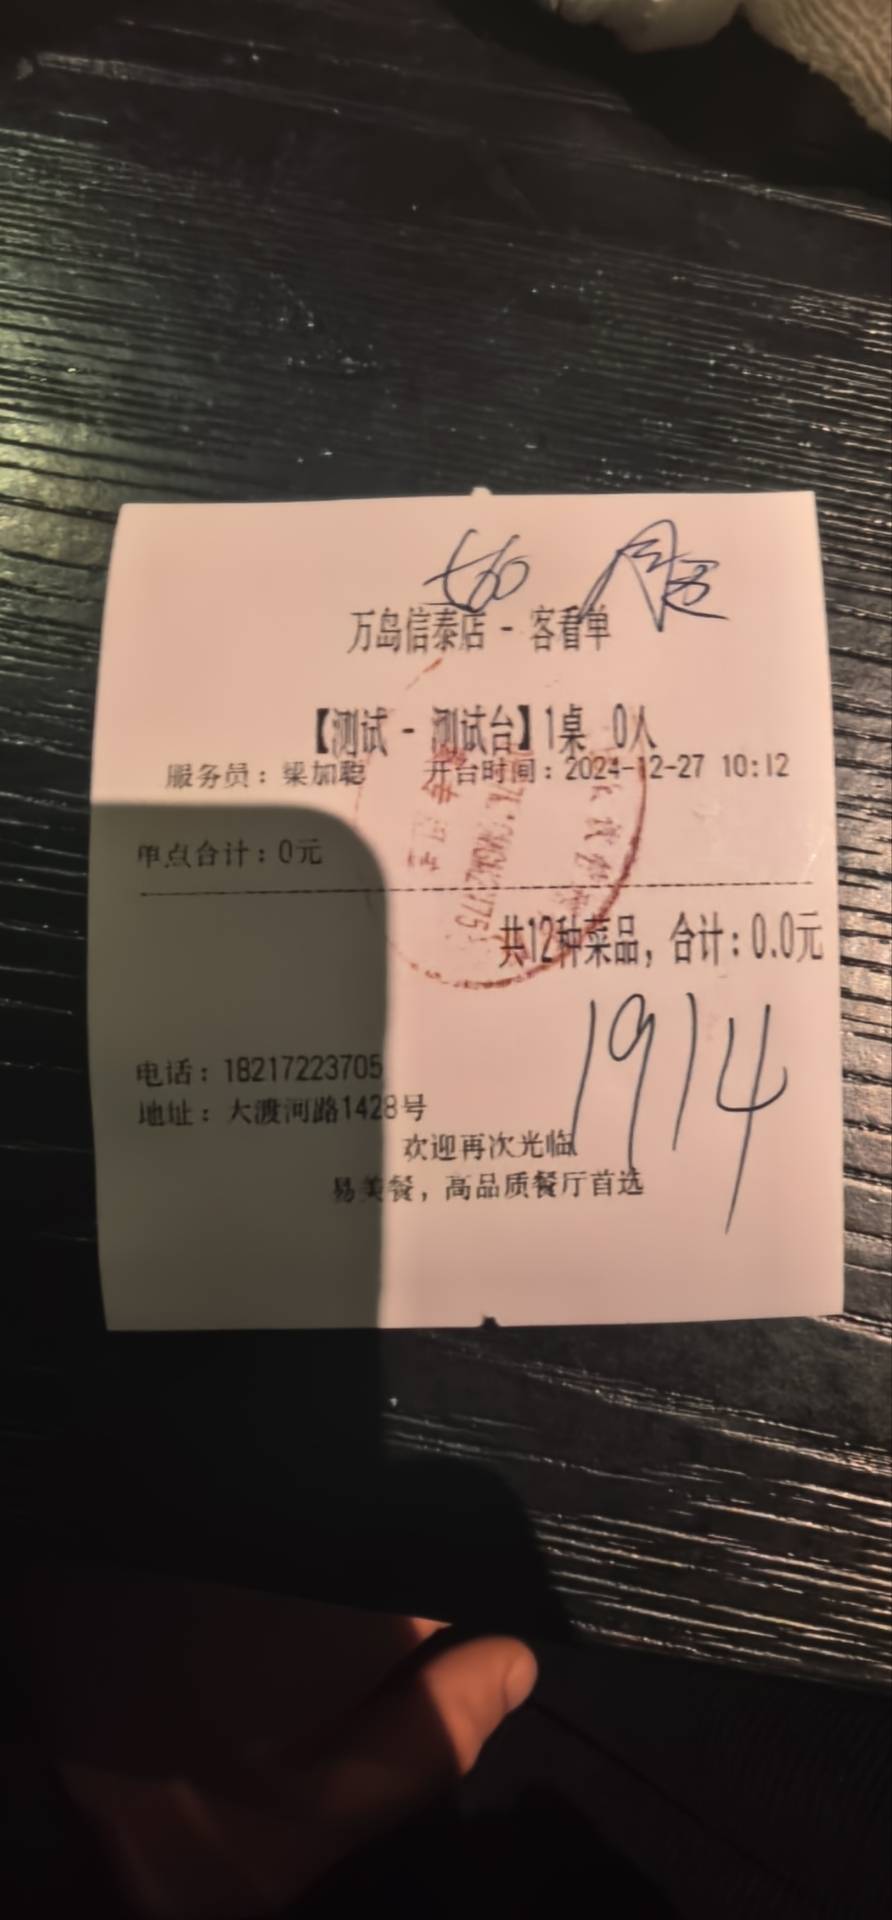 万岛信泰店 - 客看单
【测试 - 测试台】1桌 0人
服务员：梁加聪 开台时间：2024-12-27 10:12
单点合计：0元
共12种菜品，合计：0.0元
1914
电话：18217223705
地址：大渡河路1428号
欢迎再次光临
易美餐，高品质餐厅首选